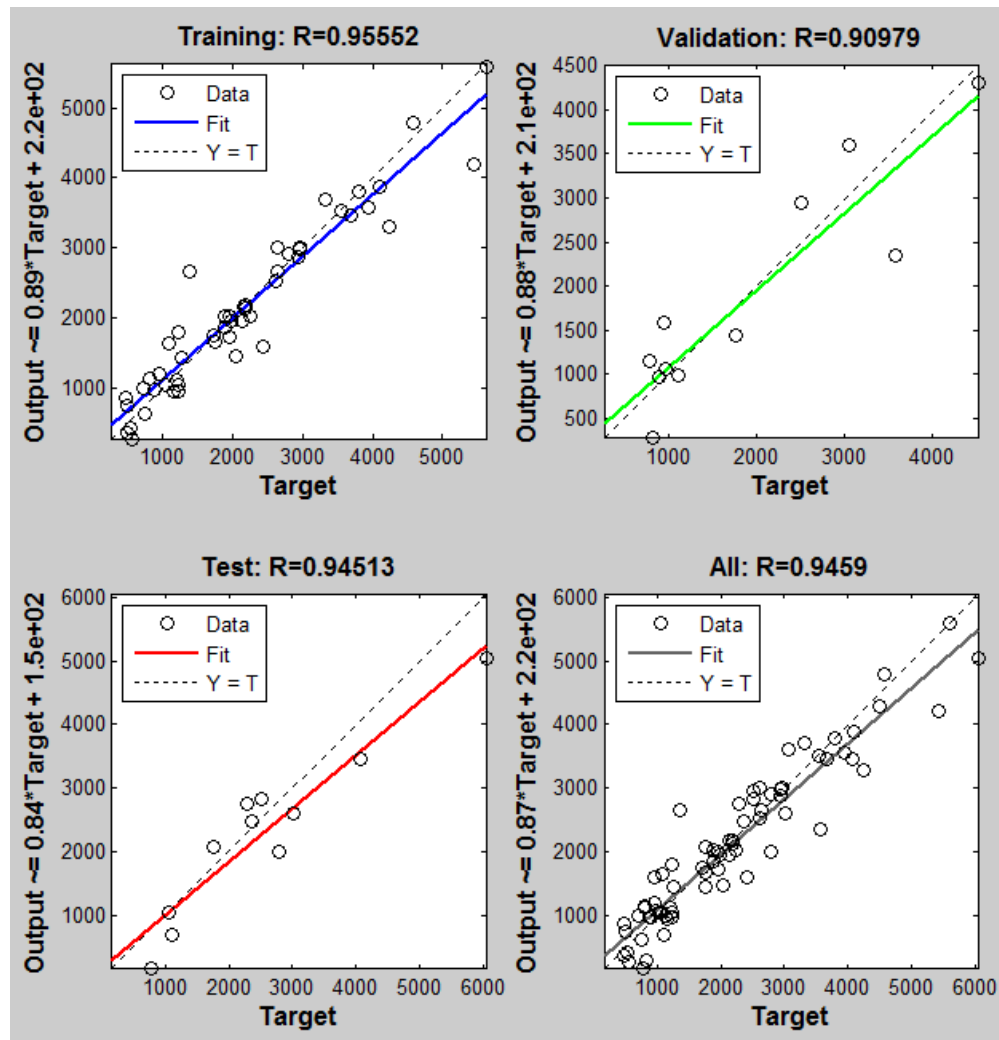 Training: R=0.95552
Output ~= 0.89*Target + 2.2e+02
Data
Fit
Y = T
5000
4000
3000
2000
1000
1000 2000 3000 4000 5000
Target
Validation: R=0.90979
Output ~= 0.88*Target + 2.1e+02
Data
Fit
Y = T
4500
4000
3500
3000
2500
2000
1500
1000
500
1000 2000 3000 4000
Target
Test: R=0.94513
Output ~= 0.84*Target + 1.5e+02
Data
Fit
Y = T
6000
5000
4000
3000
2000
1000
1000 2000 3000 4000 5000 6000
Target
All: R=0.9459
Output ~= 0.87*Target + 2.2e+02
Data
Fit
Y = T
6000
5000
4000
3000
2000
1000
1000 2000 3000 4000 5000 6000
Target